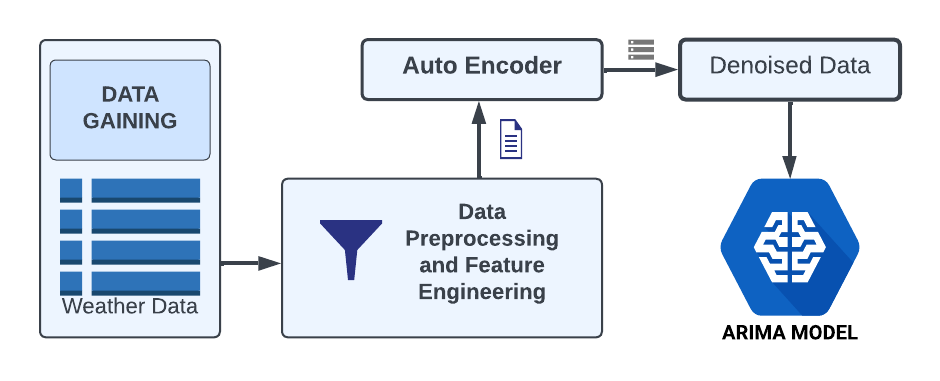 DATA
GAINING
Weather Data
Data
Preprocessing
and Feature
Engineering
Auto Encoder
Denoised Data
ARIMA MODEL